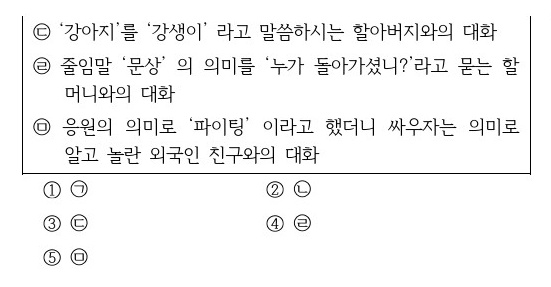 ㉢ ‘강아지’를 ‘강생이’ 라고 말씀하시는 할아버지와의 대화
㉣ 줄임말 ‘문상’ 의 의미를 ‘누가 돌아가셨니?’라고 묻는 할
머니와의 대화
㉤ 응원의 의미로 ‘파이팅’ 이라고 했더니 싸우자는 의미로
알고 놀란 외국인 친구와의 대화
① ㉠ ② ㉡
③ ㉢ ④ ㉣
⑤ ㉤